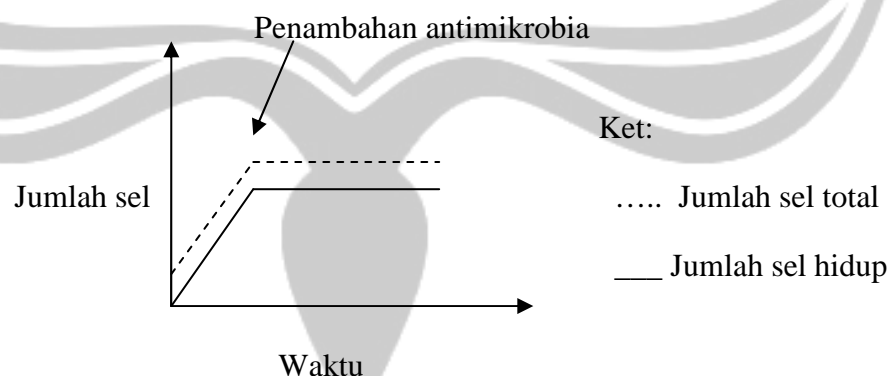 Penambahan antimikrobia
Ket:
Jumlah sel
….. Jumlah sel total
___ Jumlah sel hidup
Waktu